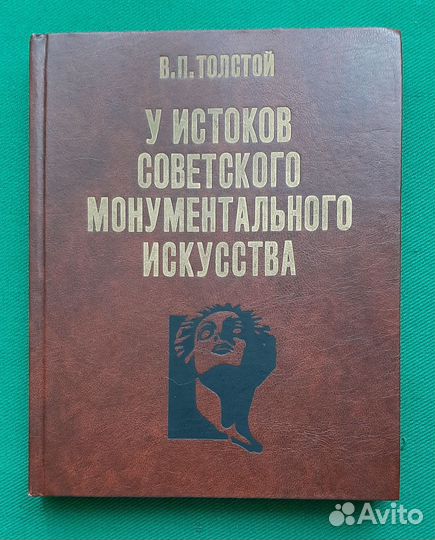 В.П.ТОЛСТОЙ
У ИСТОКОВ
СОВЕТСКОГО
МОНУМЕНТАЛЬНОГО
ИСКУССТВА
Avito